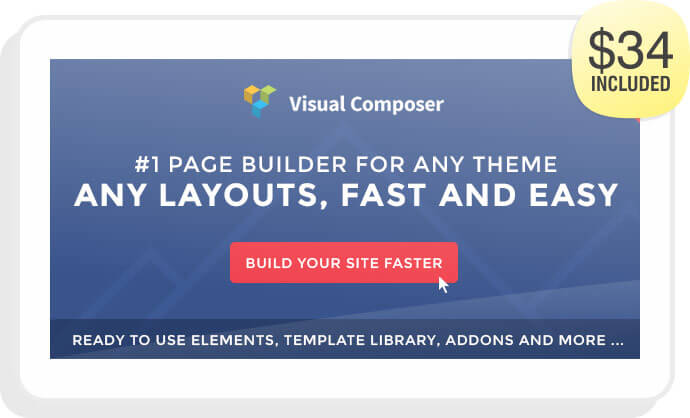 $34
INCLUDED
Visual Composer
#1 PAGE BUILDER FOR ANY THEME
ANY LAYOUTS, FAST AND EASY
BUILD YOUR SITE FASTER
READY TO USE ELEMENTS, TEMPLATE LIBRARY, ADDONS AND MORE ...